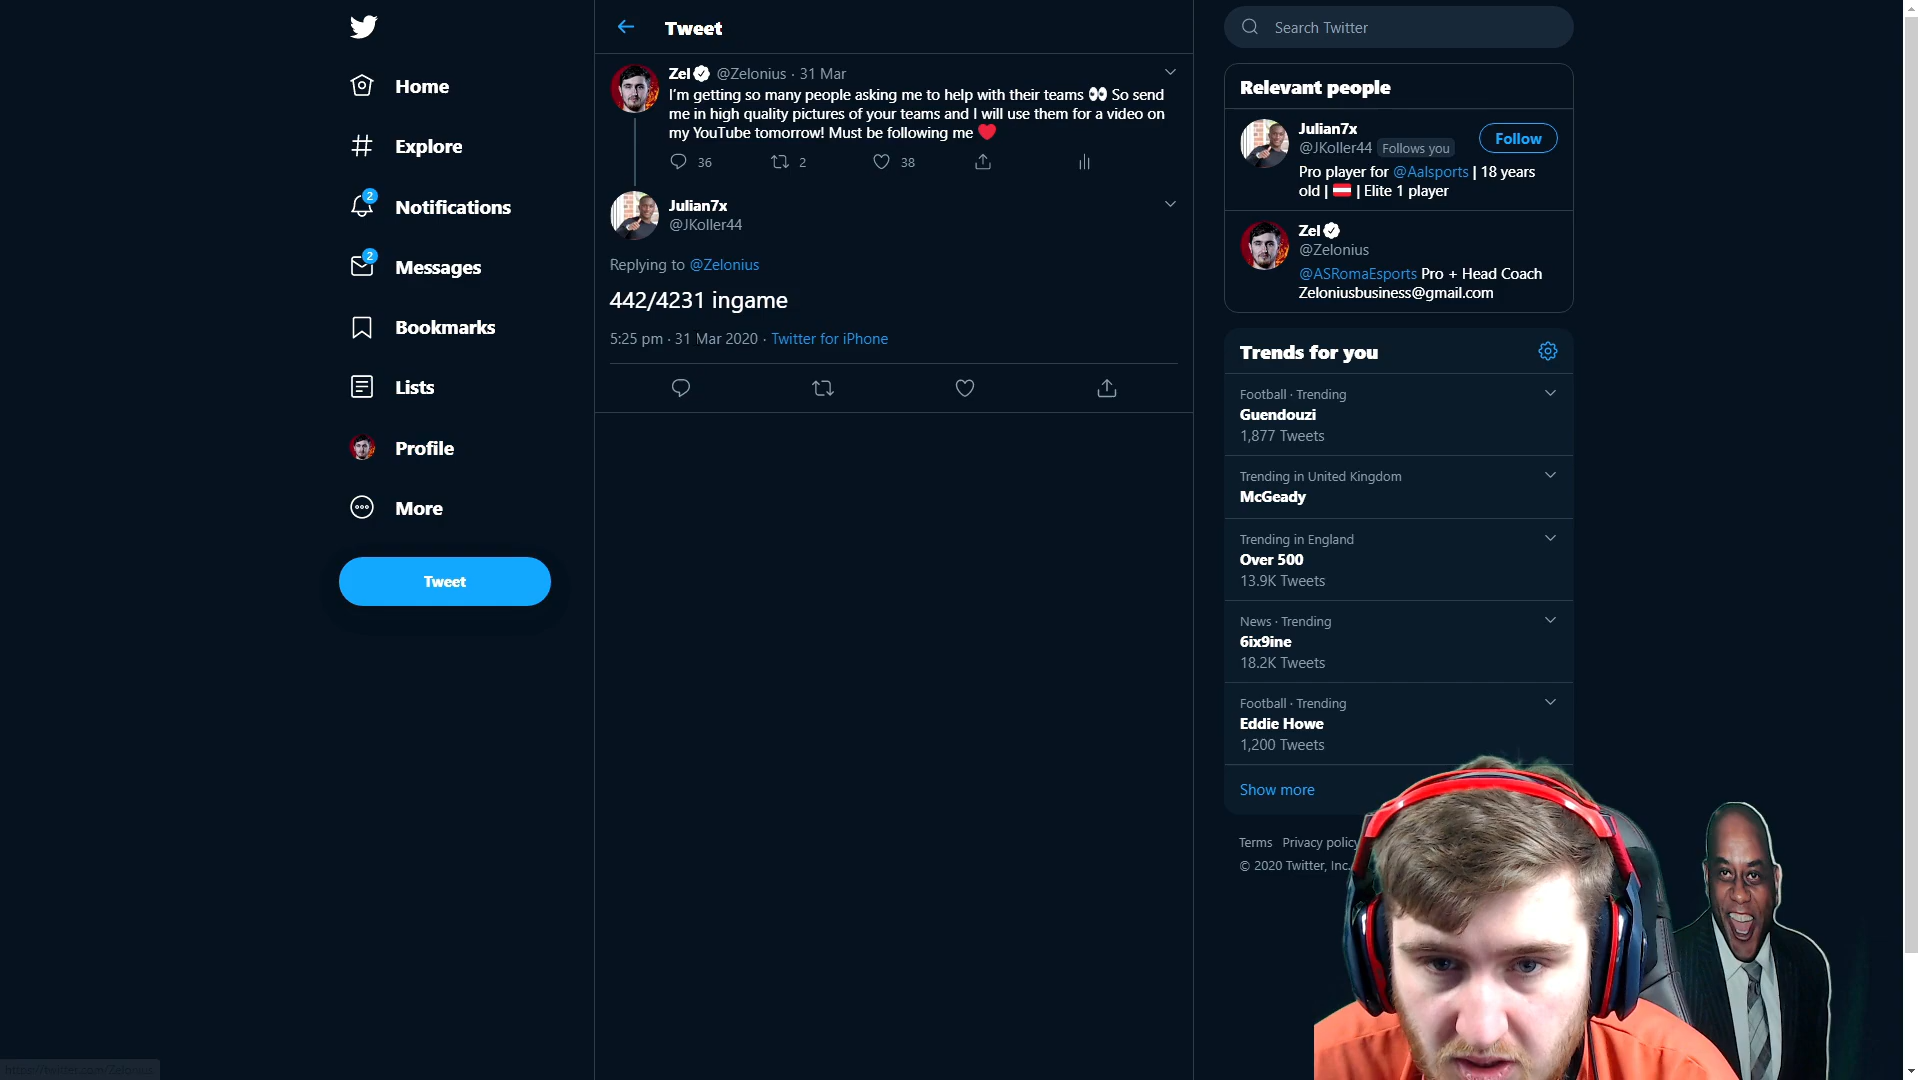 Home
Explore
2
Notifications
2
Messages
Bookmarks
Lists
Profile
More
Tweet
Tweet
Zel @Zelonius · 31 Mar
I'm getting so many people asking me to help with their teams 👀 So send
me in high quality pictures of your teams and I will use them for a video on
my YouTube tomorrow! Must be following me ♥
36 2 38
Julian7x
@JKoller44
Replying to @Zelonius
442/4231 ingame
5:25 pm · 31 Mar 2020 · Twitter for iPhone
Search Twitter
Relevant people
Julian7x
@JKoller44 Follows you
Follow
Pro player for @Aalsports | 18 years
old | 🇦🇹 | Elite 1 player
Zel
@Zelonius
@ASRomaEsports Pro + Head Coach
Zeloniusbusiness@gmail.com
Trends for you
Football · Trending
Guendouzi
1,877 Tweets
Trending in United Kingdom
McGeady
Trending in England
Over 500
13.9K Tweets
News · Trending
6ix9ine
18.2K Tweets
Football · Trending
Eddie Howe
1,200 Tweets
Show more
Terms Privacy policy
© 2020 Twitter, Inc.
https://twitter.com/Zelonius